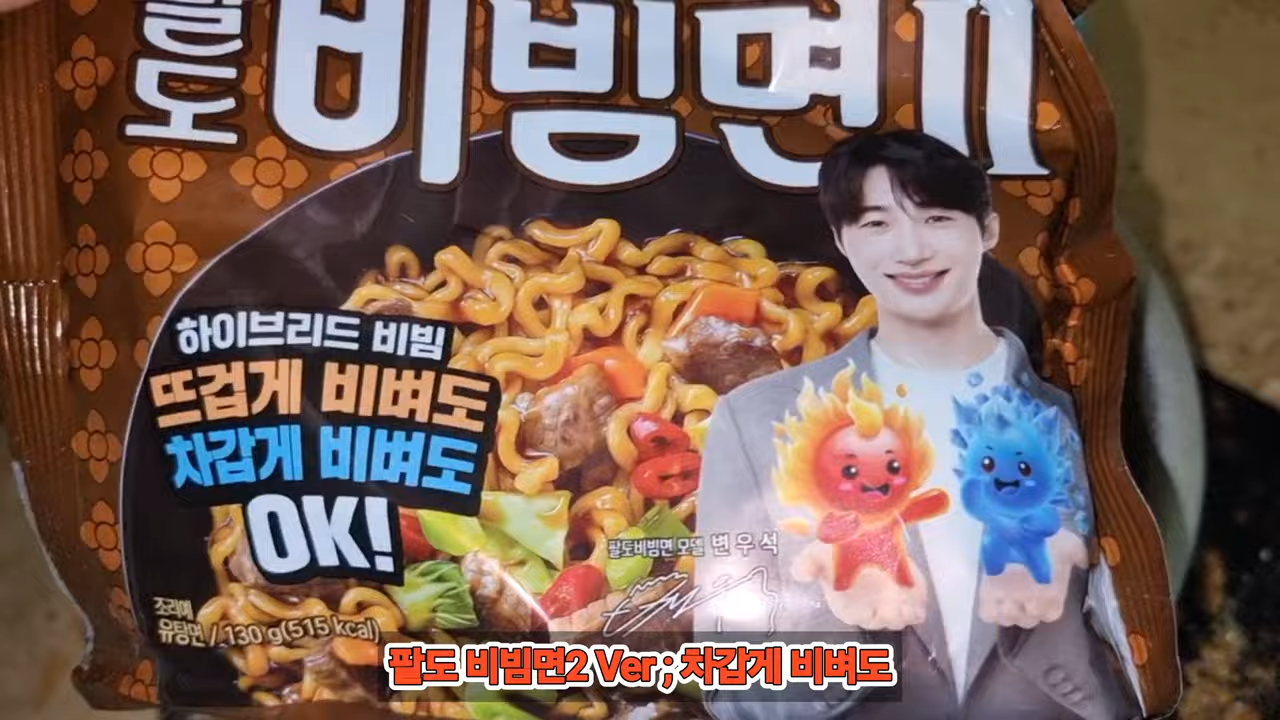 팔도
비빔면II
하이브리드 비빔
뜨겁게 비벼도
차갑게 비벼도
OK!
팔도비빔면 모델 변우석
조리예
유탕면 / 130 g(515 kcal)
팔도 비빔면2 Ver ; 차갑게 비벼도